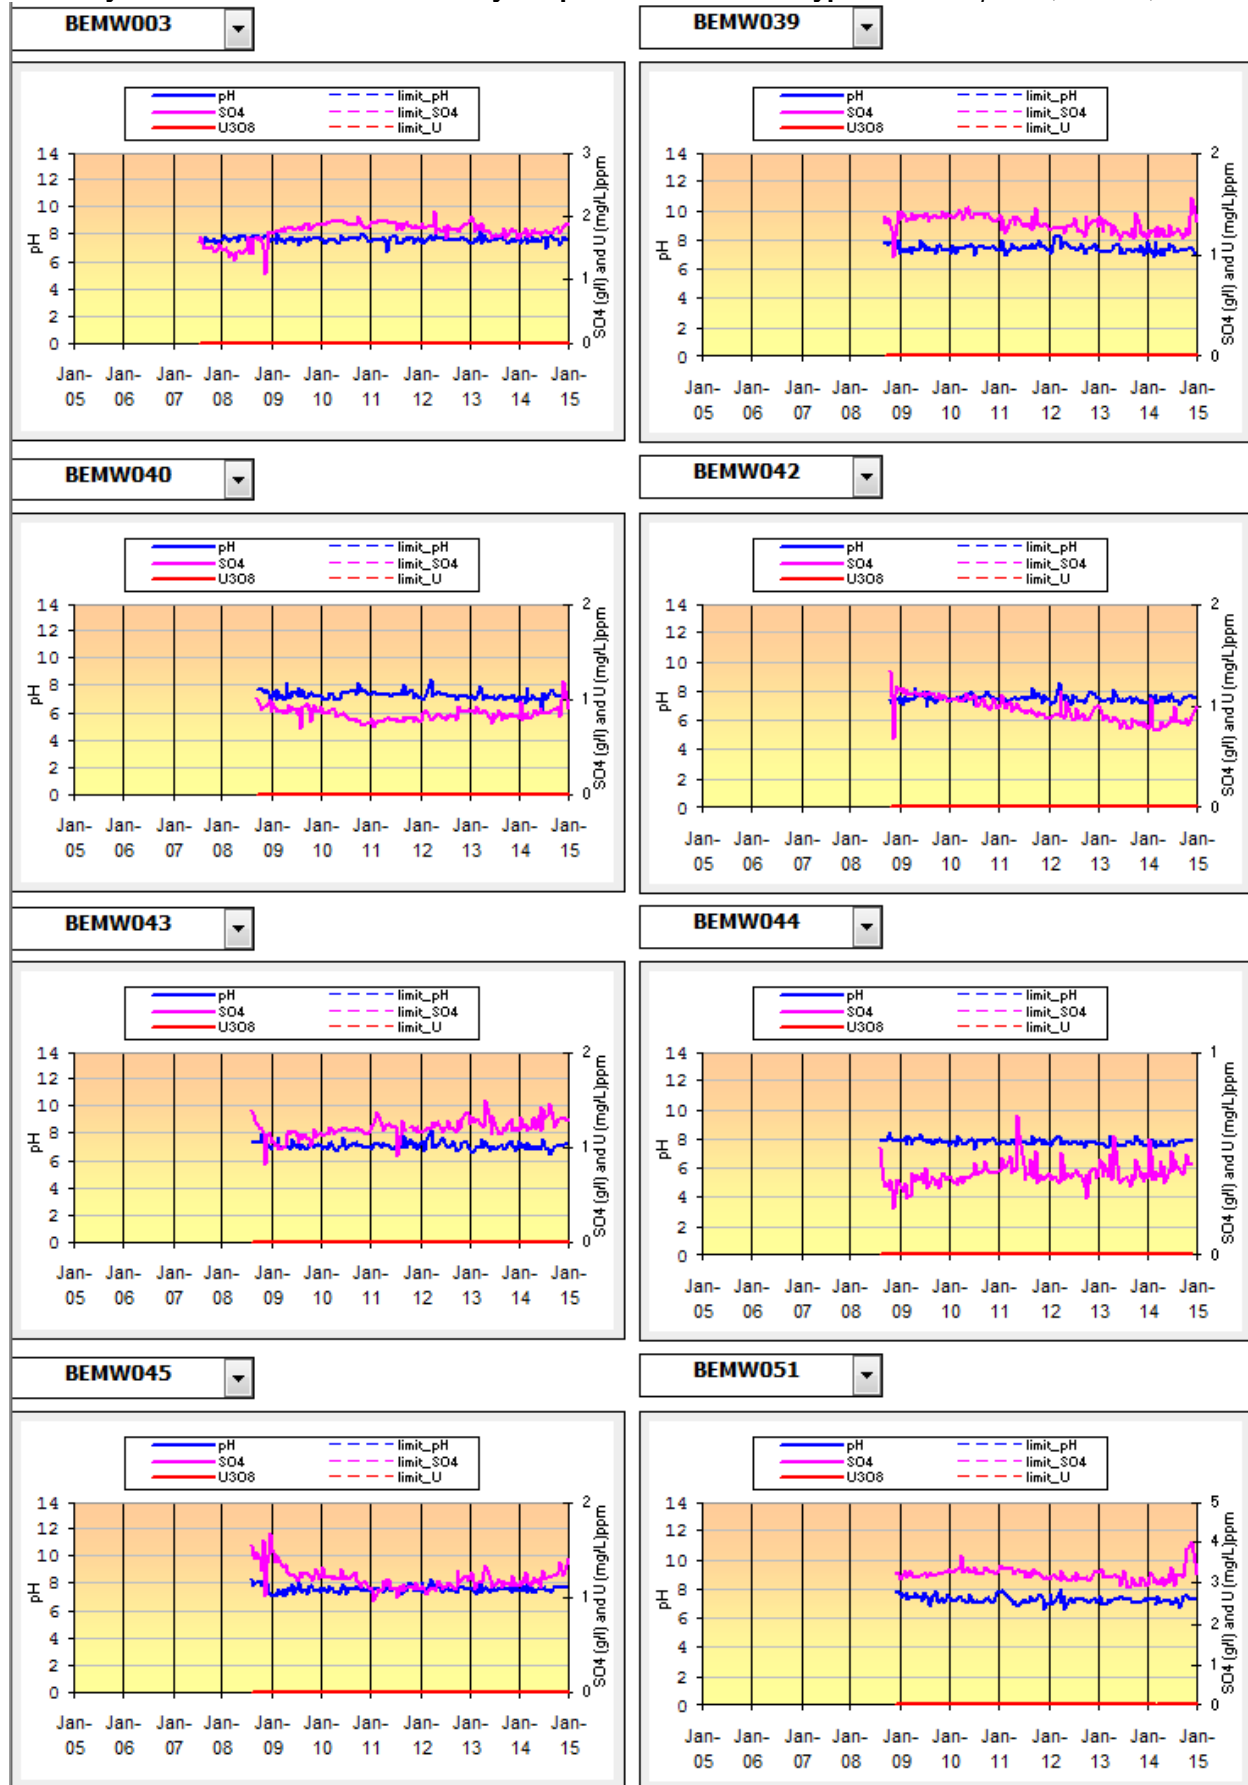 BEMW003
pH limit_pH
SO4 limit_SO4
U3O8 limit_U
14
12
10
8
6
4
2
0
pH
3
2
1
0
SO4 (g/l) and U (mg/L)ppm
Jan-05 Jan-06 Jan-07 Jan-08 Jan-09 Jan-10 Jan-11 Jan-12 Jan-13 Jan-14 Jan-15
BEMW039
pH limit_pH
SO4 limit_SO4
U3O8 limit_U
14
12
10
8
6
4
2
0
pH
2
1
0
SO4 (g/l) and U (mg/L)ppm
Jan-05 Jan-06 Jan-07 Jan-08 Jan-09 Jan-10 Jan-11 Jan-12 Jan-13 Jan-14 Jan-15
BEMW040
pH limit_pH
SO4 limit_SO4
U3O8 limit_U
14
12
10
8
6
4
2
0
pH
2
1
0
SO4 (g/l) and U (mg/L)ppm
Jan-05 Jan-06 Jan-07 Jan-08 Jan-09 Jan-10 Jan-11 Jan-12 Jan-13 Jan-14 Jan-15
BEMW042
pH limit_pH
SO4 limit_SO4
U3O8 limit_U
14
12
10
8
6
4
2
0
pH
2
1
0
SO4 (g/l) and U (mg/L)ppm
Jan-05 Jan-06 Jan-07 Jan-08 Jan-09 Jan-10 Jan-11 Jan-12 Jan-13 Jan-14 Jan-15
BEMW043
pH limit_pH
SO4 limit_SO4
U3O8 limit_U
14
12
10
8
6
4
2
0
pH
2
1
0
SO4 (g/l) and U (mg/L)ppm
Jan-05 Jan-06 Jan-07 Jan-08 Jan-09 Jan-10 Jan-11 Jan-12 Jan-13 Jan-14 Jan-15
BEMW044
pH limit_pH
SO4 limit_SO4
U3O8 limit_U
14
12
10
8
6
4
2
0
pH
1
0
SO4 (g/l) and U (mg/L)ppm
Jan-05 Jan-06 Jan-07 Jan-08 Jan-09 Jan-10 Jan-11 Jan-12 Jan-13 Jan-14 Jan-15
BEMW045
pH limit_pH
SO4 limit_SO4
U3O8 limit_U
14
12
10
8
6
4
2
0
pH
2
1
0
SO4 (g/l) and U (mg/L)ppm
Jan-05 Jan-06 Jan-07 Jan-08 Jan-09 Jan-10 Jan-11 Jan-12 Jan-13 Jan-14 Jan-15
BEMW051
pH limit_pH
SO4 limit_SO4
U3O8 limit_U
14
12
10
8
6
4
2
0
pH
5
4
3
2
1
0
SO4 (g/l) and U (mg/L)ppm
Jan-05 Jan-06 Jan-07 Jan-08 Jan-09 Jan-10 Jan-11 Jan-12 Jan-13 Jan-14 Jan-15